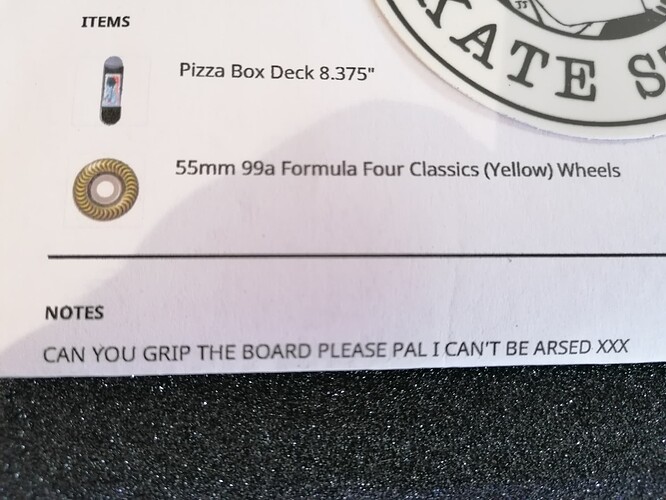 ITEMS
KATE S
Pizza Box Deck 8.375"
55mm 99a Formula Four Classics (Yellow) Wheels
NOTES
CAN YOU GRIP THE BOARD PLEASE PAL I CAN'T BE ARSED XXX